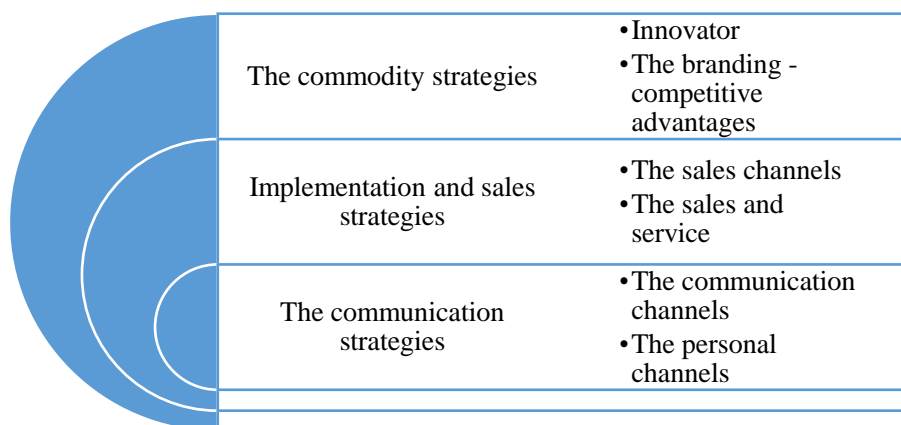 The commodity strategies
•Innovator
•The branding -
competitive
advantages
Implementation and sales
strategies
•The sales channels
•The sales and
service
The communication
strategies
•The communication
channels
•The personal
channels